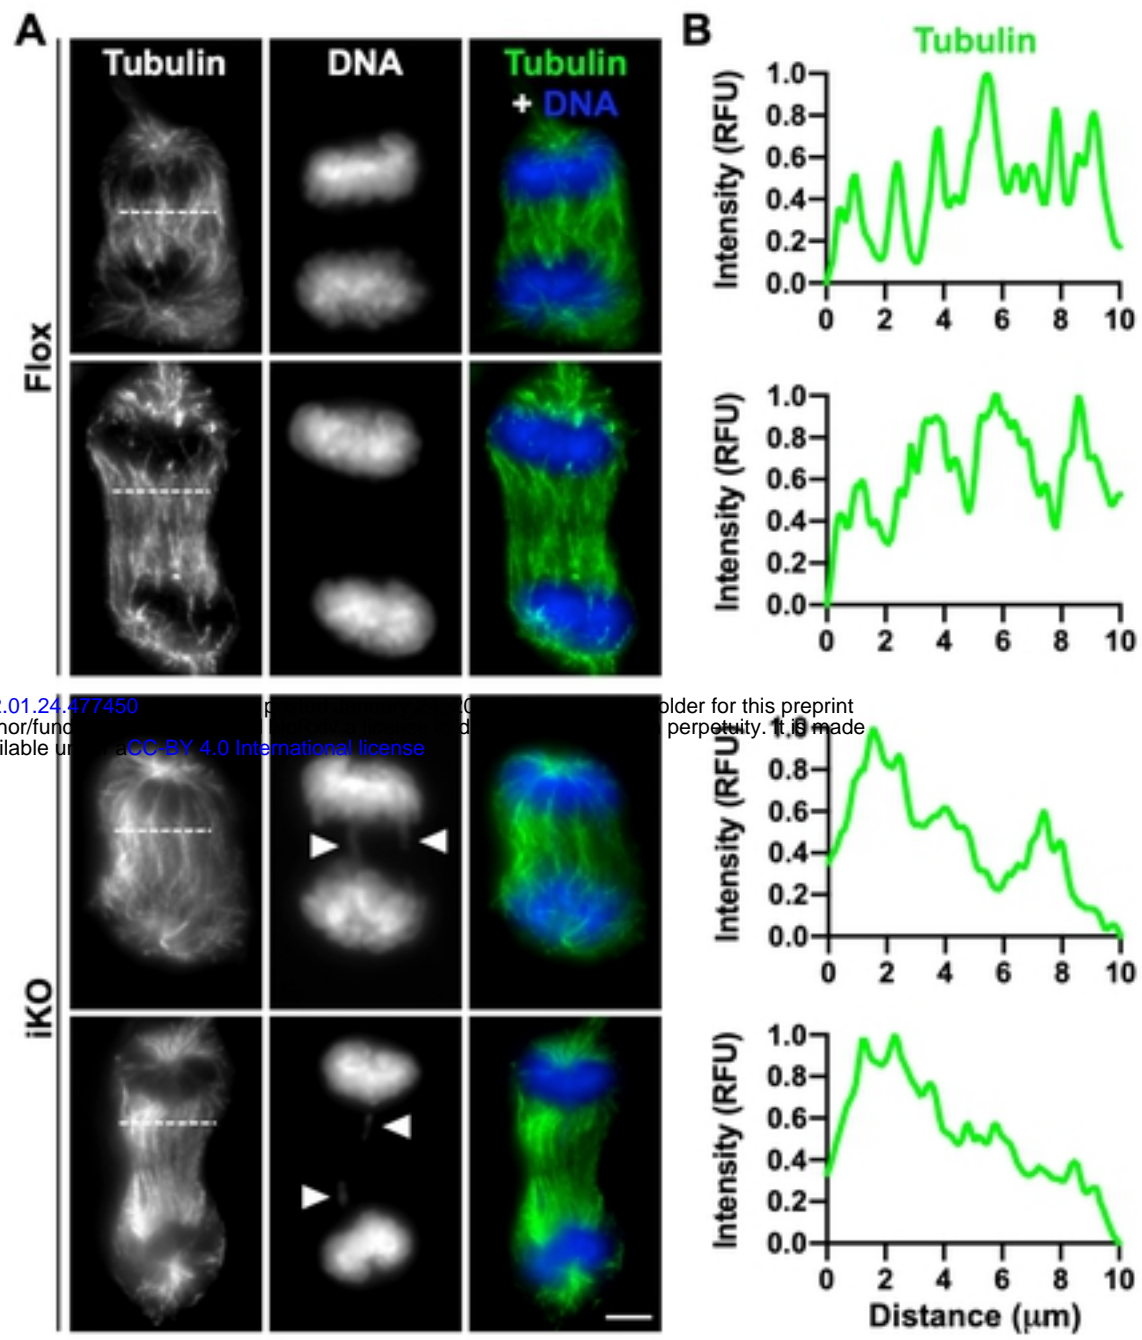 A
B
Tubulin
DNA
Tubulin
+ DNA
Tubulin
Flox
iKO
Intensity (RFU)
1.0
0.8
0.6
0.4
0.2
0.0
0 2 4 6 8 10
Intensity (RFU)
1.0
0.8
0.6
0.4
0.2
0.0
0 2 4 6 8 10
.01.24.477450 older for this preprint
perpetuity. It is made
aCC-BY 4.0 International license
Intensity (RFU)
1.0
0.8
0.6
0.4
0.2
0.0
0 2 4 6 8 10
Intensity (RFU)
1.0
0.8
0.6
0.4
0.2
0.0
0 2 4 6 8 10
Distance (μm)